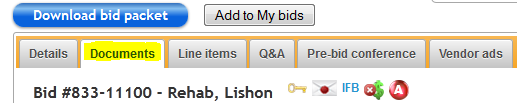 Download bid packet Add to My bids
Details Documents Line items Q&A Pre-bid conference Vendor ads
Bid #833-11100 - Rehab, Lishon IFB A